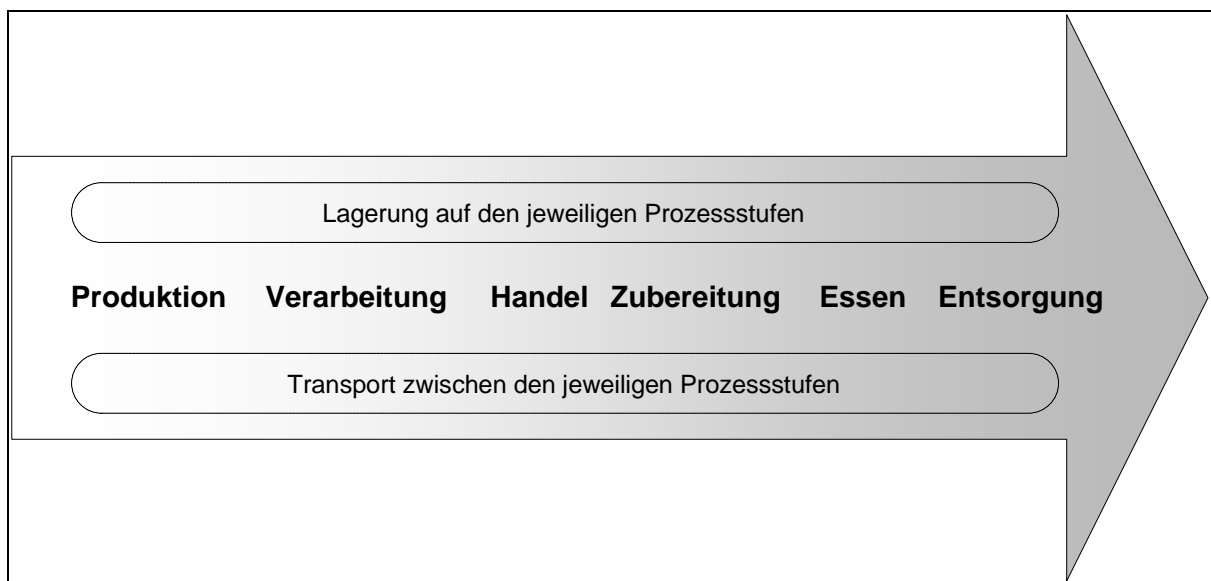 Lagerung auf den jeweiligen Prozessstufen
Produktion Verarbeitung Handel Zubereitung Essen Entsorgung
Transport zwischen den jeweiligen Prozessstufen